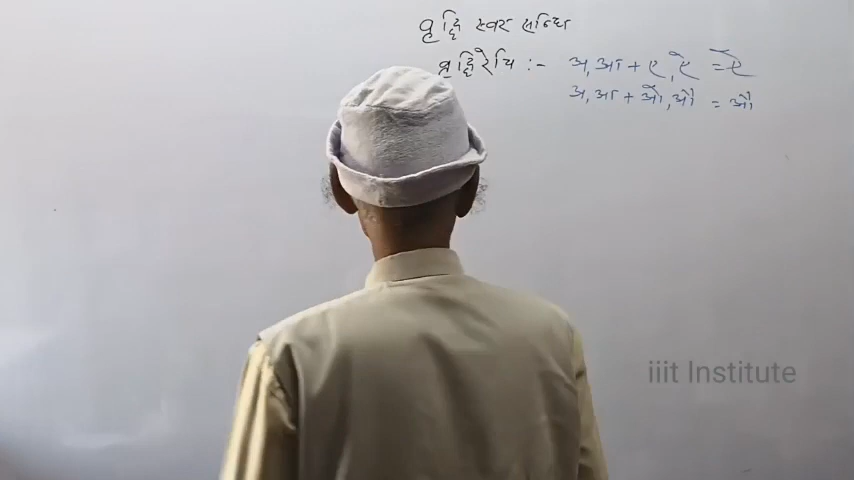 वृद्धि स्वर सन्धि
वृद्धिरेचि :- अ, आ + ए, ऐ = ऐ
अ, आ + ओ, औ = औ
iiit Institute